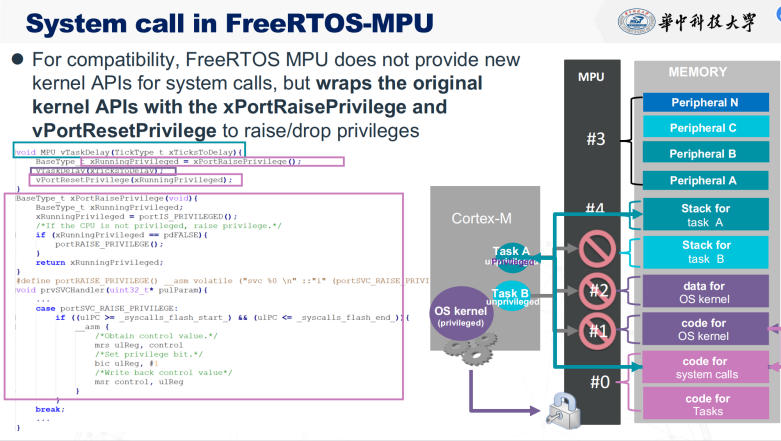 System call in FreeRTOS-MPU
華中科技大学
For compatibility, FreeRTOS MPU does not provide new
kernel APIs for system calls, but wraps the original
kernel APIs with the xPortRaisePrivilege and
vPortResetPrivilege to raise/drop privileges
void MPU_vTaskDelay(TickType_t xTicksToDelay){
BaseType_t xRunningPrivileged = xPortRaisePrivilege();
vTaskDelay(xTicksToDelay);
vPortResetPrivilege(xRunningPrivileged);
}
BaseType_t xPortRaisePrivilege(void){
BaseType_t xRunningPrivileged;
xRunningPrivileged = portIS_PRIVILEGED();
/*If the CPU is not privileged, raise privilege.*/
if (xRunningPrivileged == pdFALSE){
portRAISE_PRIVILEGE();
}
return xRunningPrivileged;
}
#define portRAISE_PRIVILEGE() __asm volatile ("svc %0 \n" ::"i" (portSVC_RAISE_PRIVI
void prvSVCHandler(uint32_t* pulParam){
...
case portSVC_RAISE_PRIVILEGE:
if ((ulPC >= _syscalls_flash_start_) && (ulPC <= _syscalls_flash_end_)){
__asm {
/*Obtain control value.*/
mrs ulReg, control
/*Set privilege bit.*/
bic ulReg, #1
/*Write back control value*/
msr control, ulReg
}
}
break;
...
}
Cortex-M
Task A
unprivileged
Privileged
Task B
unprivileged
OS kernel
(privileged)
MPU
#3
#4
#2
#1
#0
MEMORY
Peripheral N
Peripheral C
Peripheral B
Peripheral A
Stack for
task A
Stack for
task B
data for
OS kernel
code for
OS kernel
code for
system calls
code for
Tasks